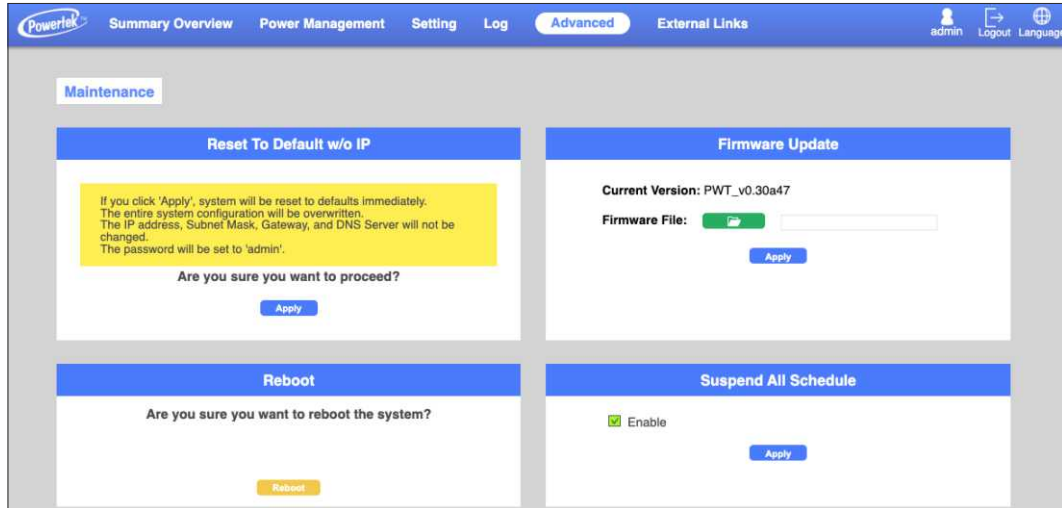 Powertek Summary Overview Power Management Setting Log Advanced External Links admin Logout Language
Maintenance
Reset To Default w/o IP
If you click 'Apply', system will be reset to defaults immediately.
The entire system configuration will be overwritten.
The IP address, Subnet Mask, Gateway, and DNS Server will not be
changed.
The password will be set to 'admin'.
Are you sure you want to proceed?
Apply
Firmware Update
Current Version: PWT_v0.30a47
Firmware File:
Apply
Reboot
Are you sure you want to reboot the system?
Reboot
Suspend All Schedule
Enable
Apply